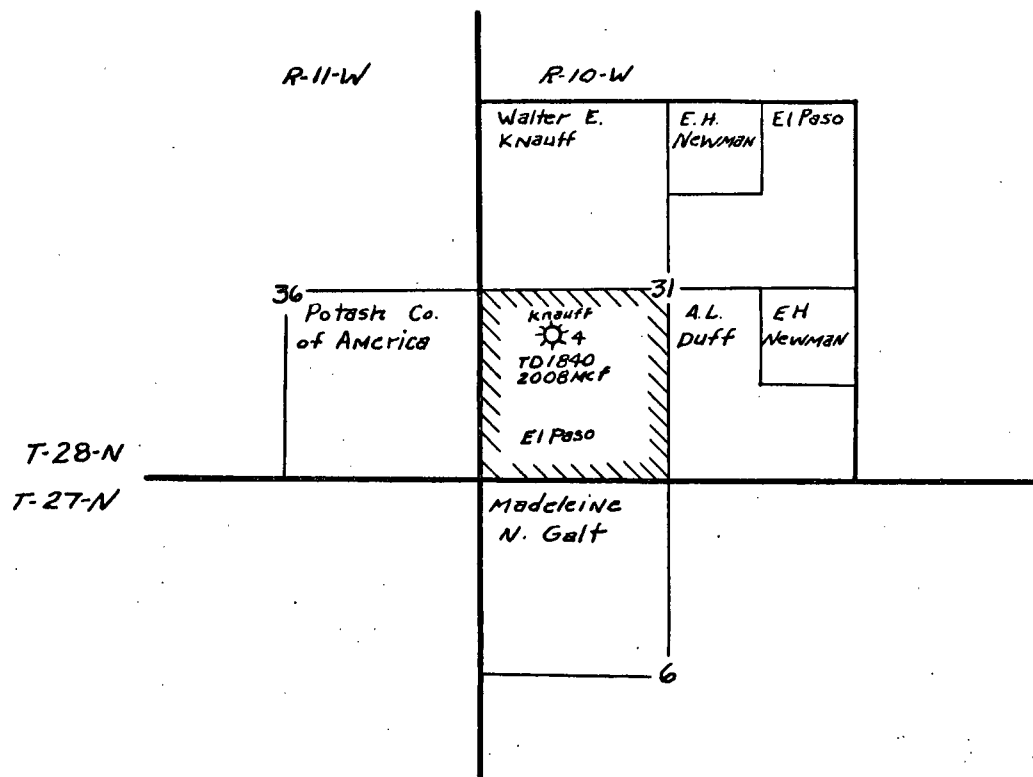 R-11-W
R-10-W
Walter E.
Knauff
E.H.
Newman
El Paso
36
31
Potash Co.
of America
Knauff
4
TD1840
2008Mcf
El Paso
A.L.
Duff
EH
Newman
T-28-N
T-27-N
Madeleine
N. Galt
6